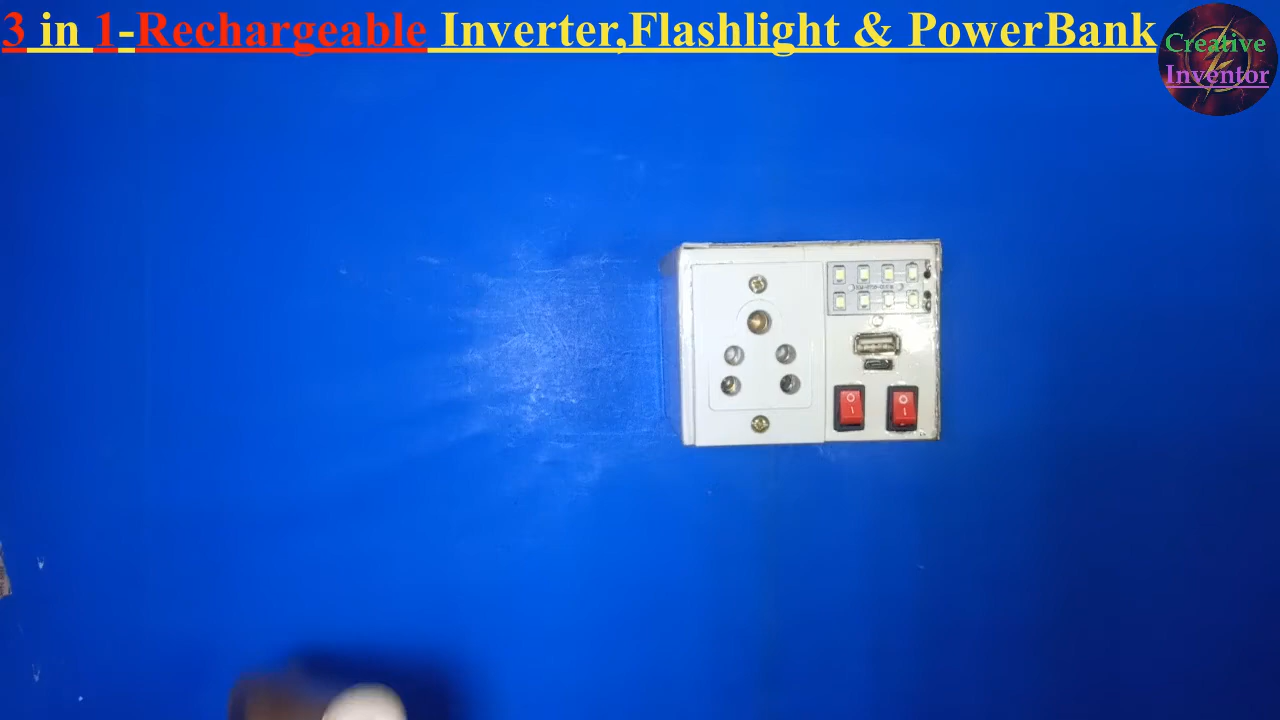 3 in 1-Rechargeable Inverter,Flashlight & PowerBank
Creative
Inventor